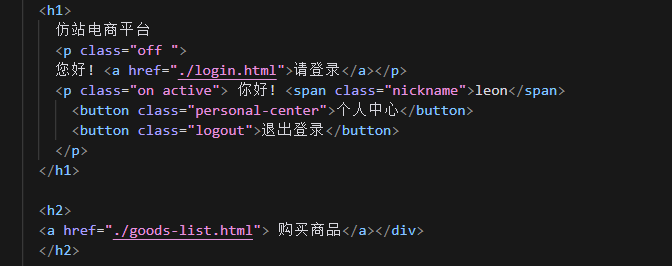 <h1>
仿站电商平台
<p class="off ">
您好! <a href="./login.html">请登录</a></p>
<p class="on active"> 你好! <span class="nickname">leon</span>
<button class="personal-center">个人中心</button>
<button class="logout">退出登录</button>
</p>
</h1>
<h2>
<a href="./goods-list.html"> 购买商品</a></div>
</h2>